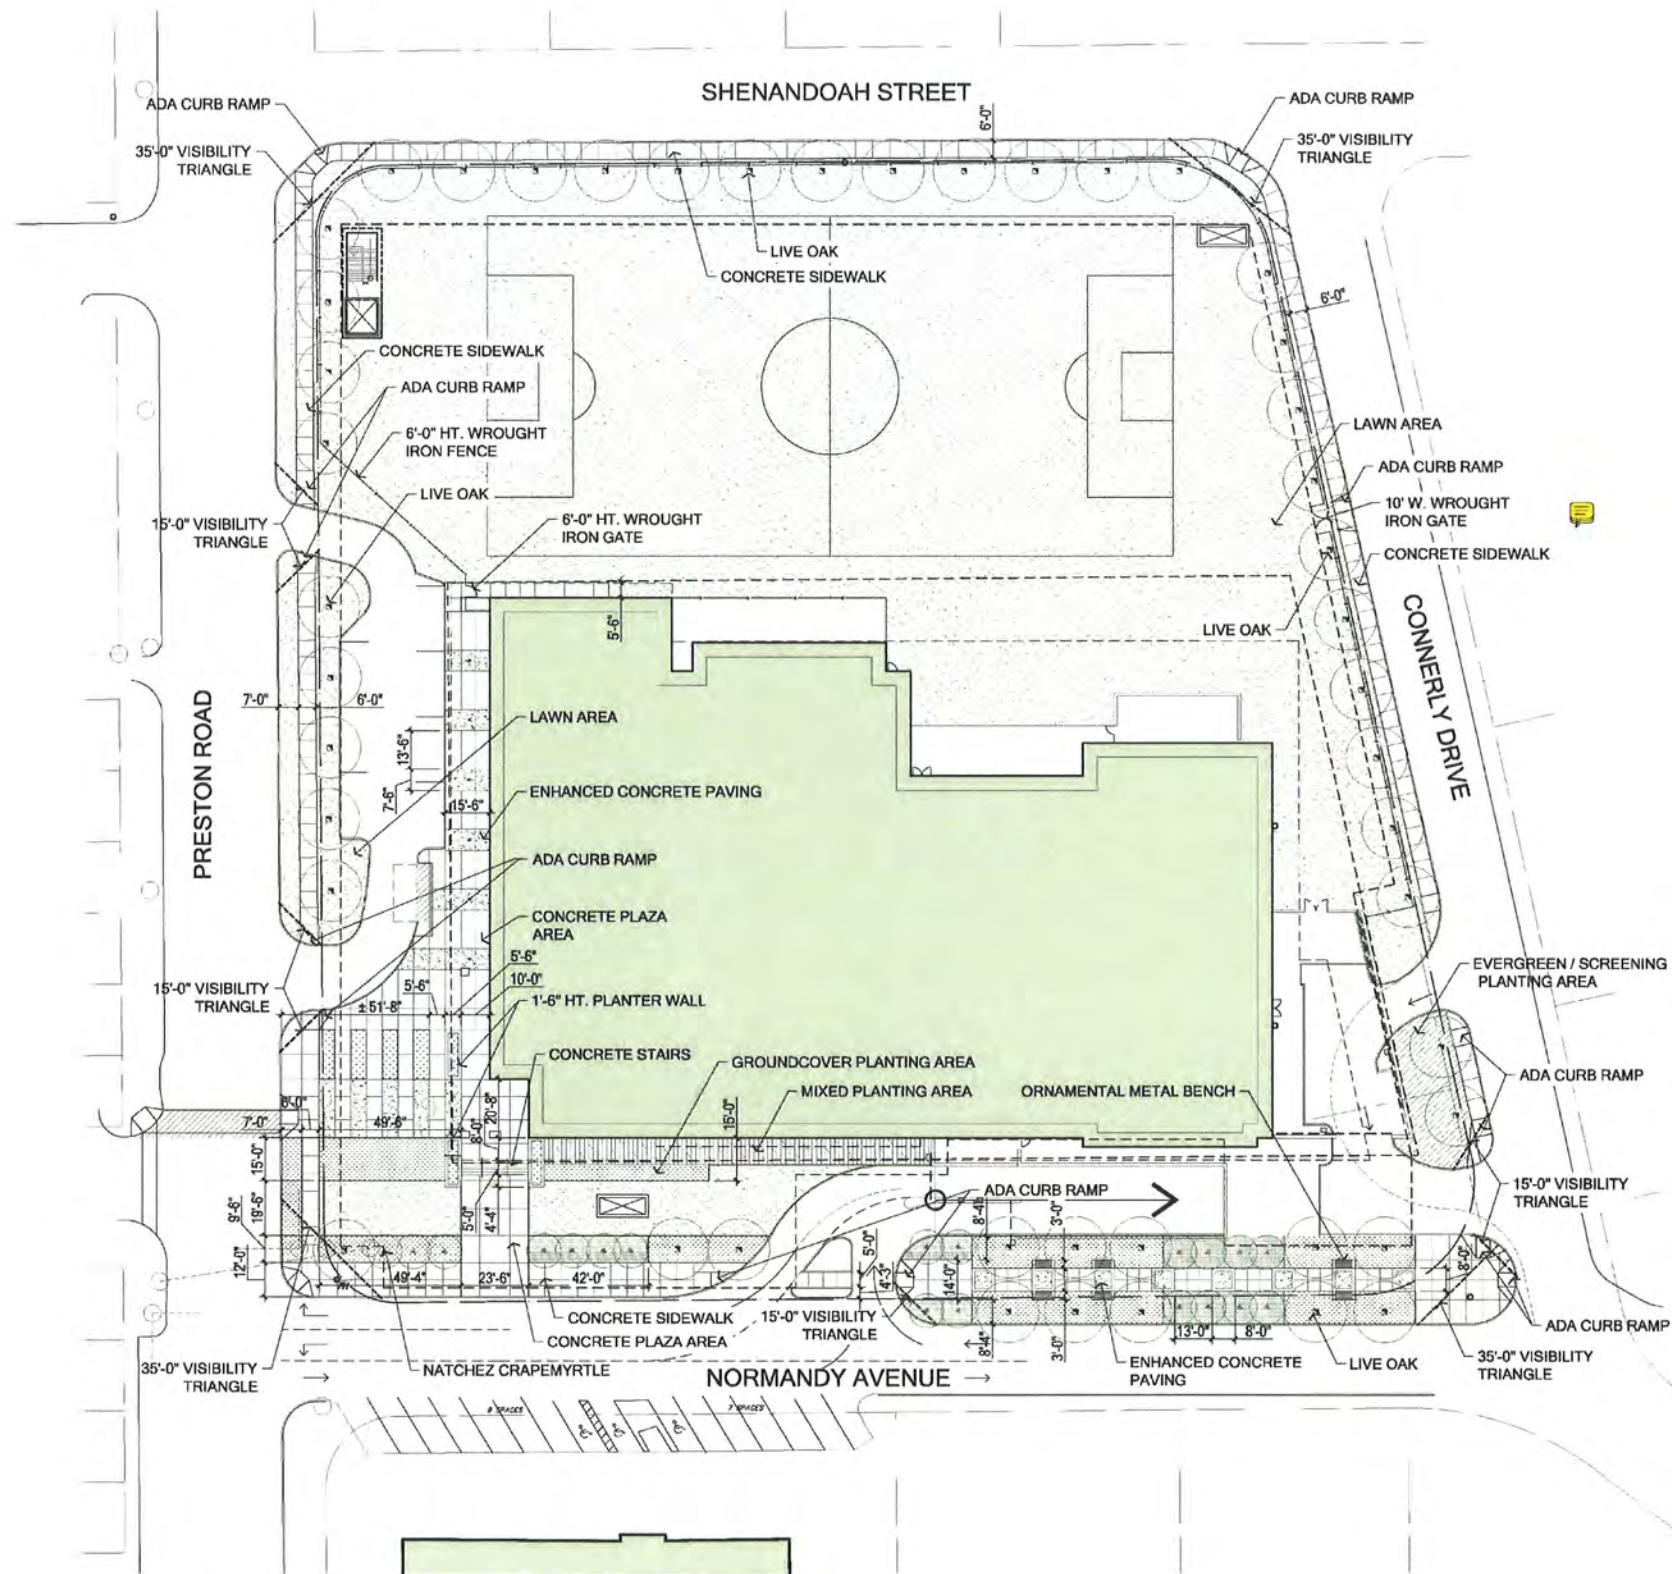 SHENANDOAH STREET
6'-0"
ADA CURB RAMP
ADA CURB RAMP
35'-0" VISIBILITY
TRIANGLE
35'-0" VISIBILITY
TRIANGLE
LIVE OAK
CONCRETE SIDEWALK
6'-0"
CONCRETE SIDEWALK
ADA CURB RAMP
6'-0" HT. WROUGHT
IRON FENCE
LIVE OAK
15'-0" VISIBILITY
TRIANGLE
6'-0" HT. WROUGHT
IRON GATE
LAWN AREA
ADA CURB RAMP
10' W. WROUGHT
IRON GATE
CONCRETE SIDEWALK
5'-6"
LIVE OAK
CONNERLY DRIVE
PRESTON ROAD
7'-0"
6'-0"
LAWN AREA
13'-6"
7'-6"
15'-6"
ENHANCED CONCRETE PAVING
ADA CURB RAMP
CONCRETE PLAZA
AREA
5'-6"
10'-0"
15'-0" VISIBILITY
TRIANGLE
5'-6"
±51'-8"
1'-6" HT. PLANTER WALL
EVERGREEN / SCREENING
PLANTING AREA
CONCRETE STAIRS
GROUNDCOVER PLANTING AREA
MIXED PLANTING AREA
ORNAMENTAL METAL BENCH
ADA CURB RAMP
6'-0"
7'-0"
49'-6"
8'-0"
20'-8"
15'-0"
15'-0"
19'-6"
9'-6"
12'-0"
5'-0"
4'-4"
ADA CURB RAMP
15'-0" VISIBILITY
TRIANGLE
8'-4"
3'-0"
5'-0"
4'-3"
14'-0"
8'-0"
49'-4"
23'-6"
42'-0"
CONCRETE SIDEWALK
CONCRETE PLAZA AREA
15'-0" VISIBILITY
TRIANGLE
8'-4"
3'-0"
13'-0"
8'-0"
ADA CURB RAMP
35'-0" VISIBILITY
TRIANGLE
NATCHEZ CRAPEMYRTLE
NORMANDY AVENUE
ENHANCED CONCRETE
PAVING
LIVE OAK
35'-0" VISIBILITY
TRIANGLE
7 SPACES